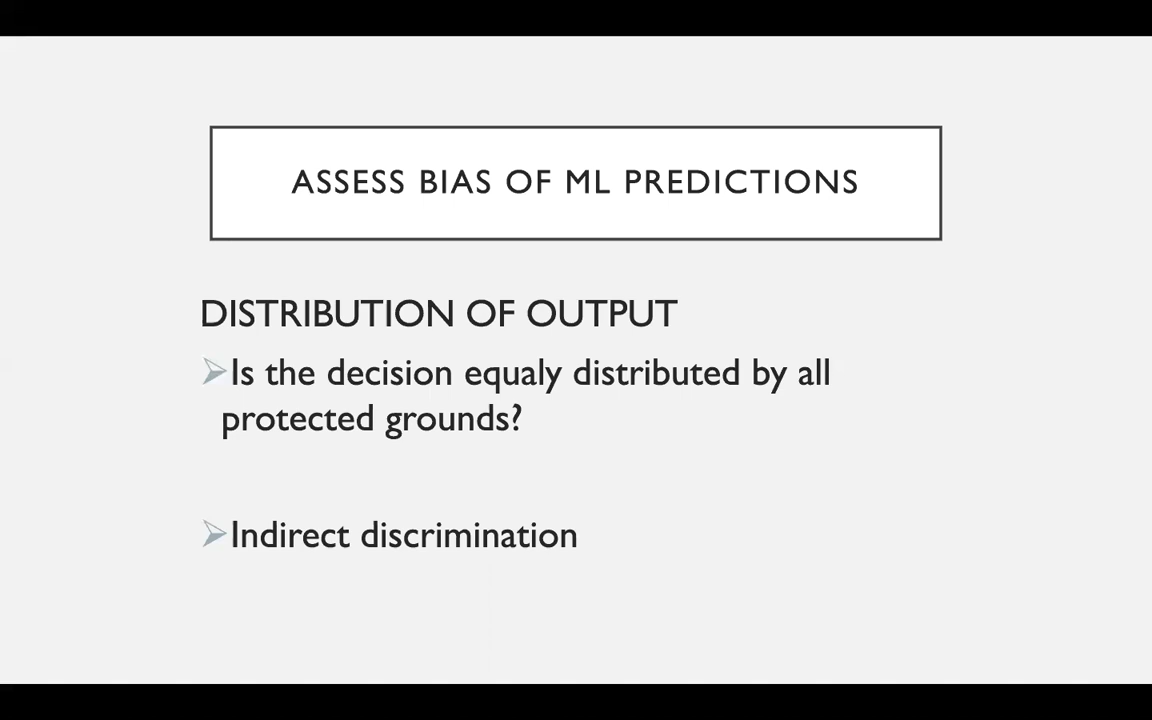 ASSESS BIAS OF ML PREDICTIONS
DISTRIBUTION OF OUTPUT
➢Is the decision equaly distributed by all
protected grounds?
➢Indirect discrimination